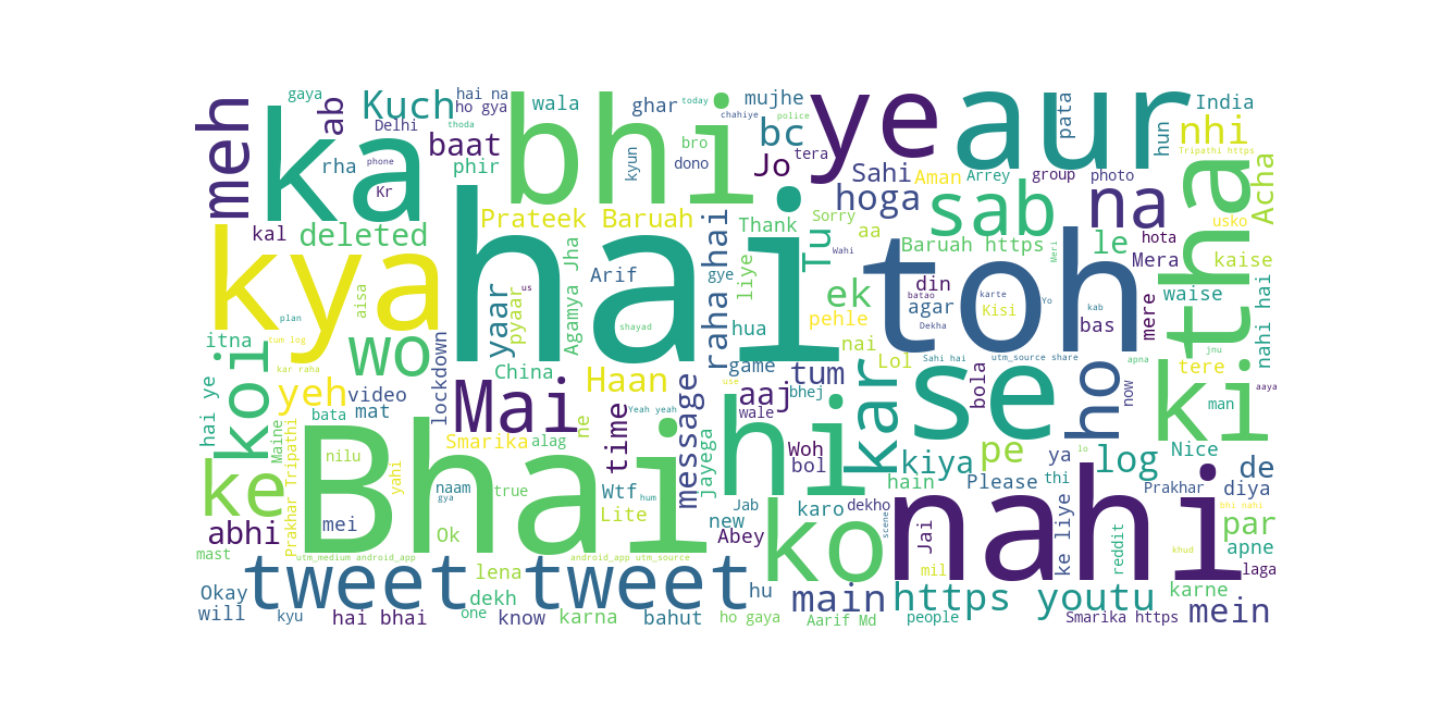 gaya
hai na
today
mujhe
ye
aur
India
meh
ab
Kuch
ho gya
wala
ghar
chahiye
police
pata
ka
bhi
Delhi
thoda
bc
hun
nhi
rha
phone
baat
phir
kyun
bro
dono
Jo
tera
Tripathi https
Kr
Sahi
Aman
Arrey
group
photo
tha
Acha
hoga
sab
na
kal
deleted
Prateek Baruah
hai
raha hai
Thank
Sorry
Tu
aa
Baruah https
Meri
le
hota
usko
kya
Agamya Jha
Wahi
toh
Mera
kaise
aisa
us
yaar
pyaar
Arif
gye
liye
ek
din
batao
agar
karte
Kisi
Yo
kab
bas
mere
waise
nahi hai
plan
shayad
hua
pehle
Dekha
itna
tum log
wo
nai
jnu
koi
kar raha
lockdown
China
game
Lol
Sahi hai
utm_source share
apna
tere
yeh
video
Mai
Haan
use
aaj
tum
bhej
kar
se
bola
ho
now
ki
man
aaya
hai ye
bata
mat
Yeah yeah
message
hi
wale
Maine
Smarika
alag
ne
time
jayega
Woh
bol
kiya
pe
ya
lo
log
Nice
de
ke
Prakhar Tripathi
nilu
yahi
Bhai
naam
gya
true
Wtf
hum
Jab
hain
Please
thi
Prakhar
diya
abhi
mei
Ok
Lite
new
karo
dekho
scene
nahi
ke liye
bhi nahi
par
mast
utm_medium android_app
android_app utm_source
Abey
ko
Jai
reddit
khud
apne
tweet tweet
lena
mil
laga
Okay
dekh
hu
main
https youtu
karne
will
kyu
hai bhai
one
know
karna
bahut
ho gaya
Aarif Md
people
Smarika https
mein